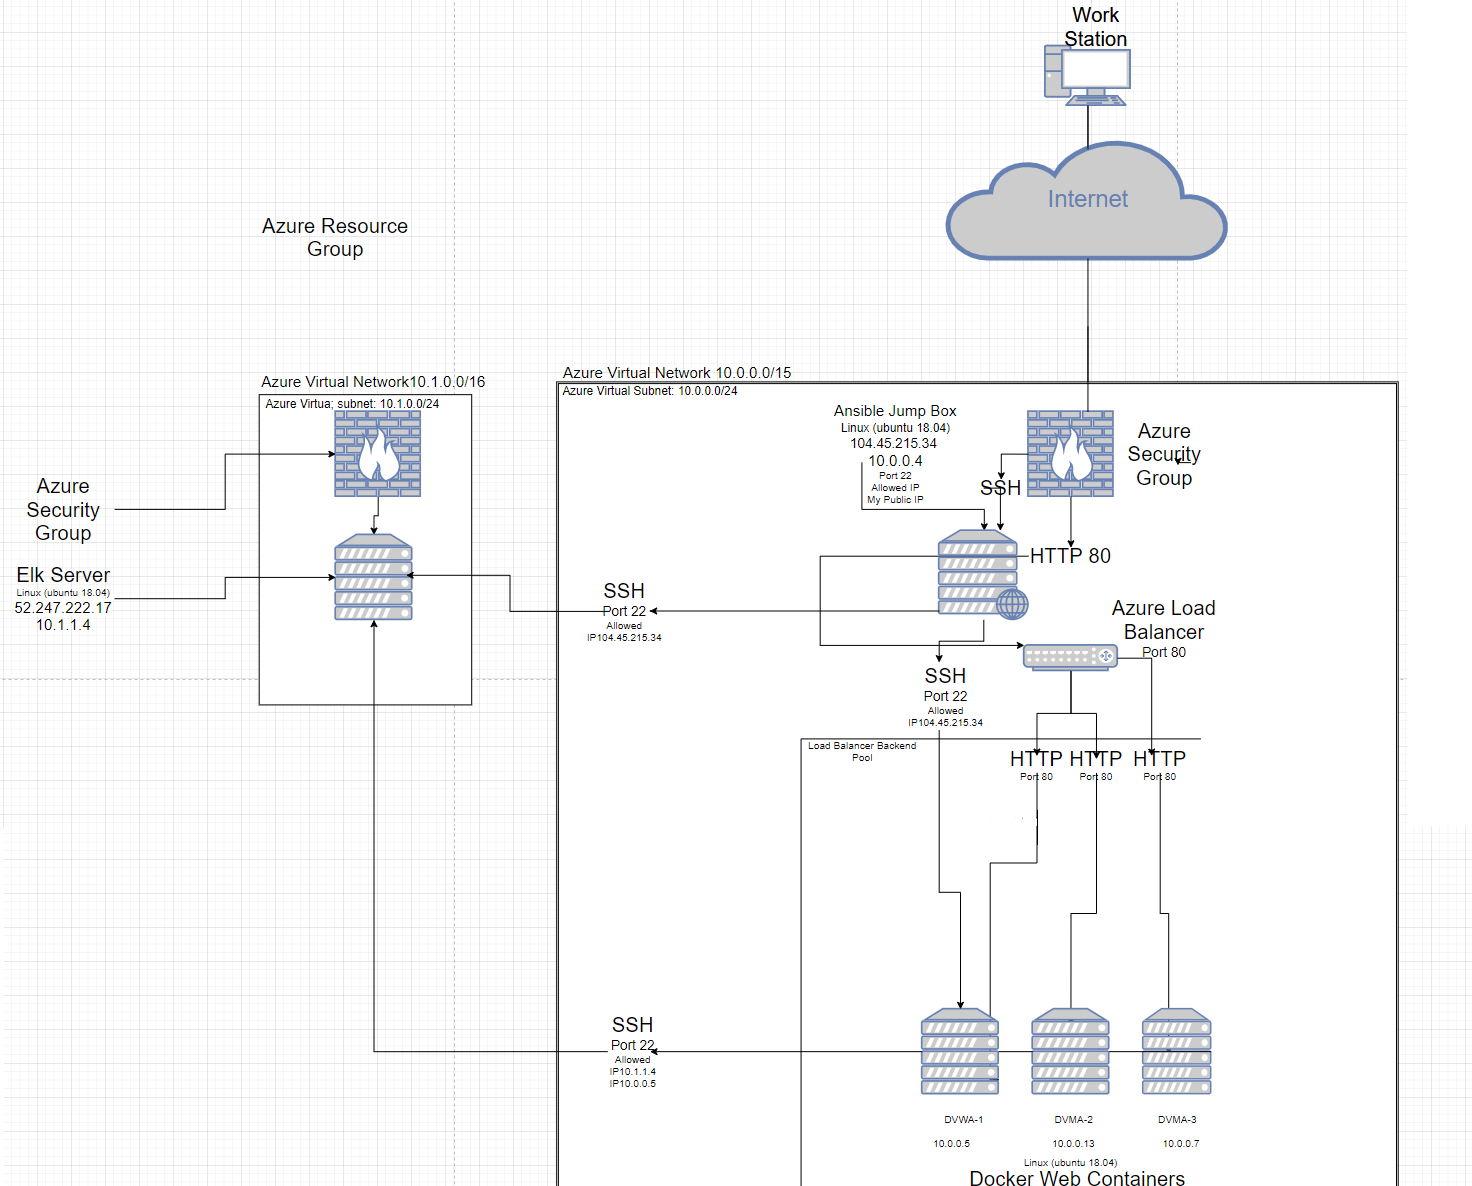 Work
Station
Internet
Azure Resource
Group
Azure Virtual Network10.1.0.0/16
Azure Virtua; subnet: 10.1.0.0/24
Azure
Security
Group
Elk Server
Linux (ubuntu 18.04)
52.247.222.17
10.1.1.4
Azure Virtual Network 10.0.0.0/15
Azure Virtual Subnet: 10.0.0.0/24
Ansible Jump Box
Linux (ubuntu 18.04)
104.45.215.34
10.0.0.4
Port 22
Allowed IP
My Public IP
SSH
Azure
Security
Group
HTTP 80
SSH
Port 22
Allowed
IP104.45.215.34
Azure Load
Balancer
Port 80
SSH
Port 22
Allowed
IP104.45.215.34
Load Balancer Backend
Pool
HTTP
Port 80
HTTP
Port 80
HTTP
Port 80
SSH
Port 22
Allowed
IP10.1.1.4
IP10.0.0.5
DVWA-1
10.0.0.5
DVMA-2
10.0.0.13
DVMA-3
10.0.0.7
Linux (ubuntu 18.04)
Docker Web Containers